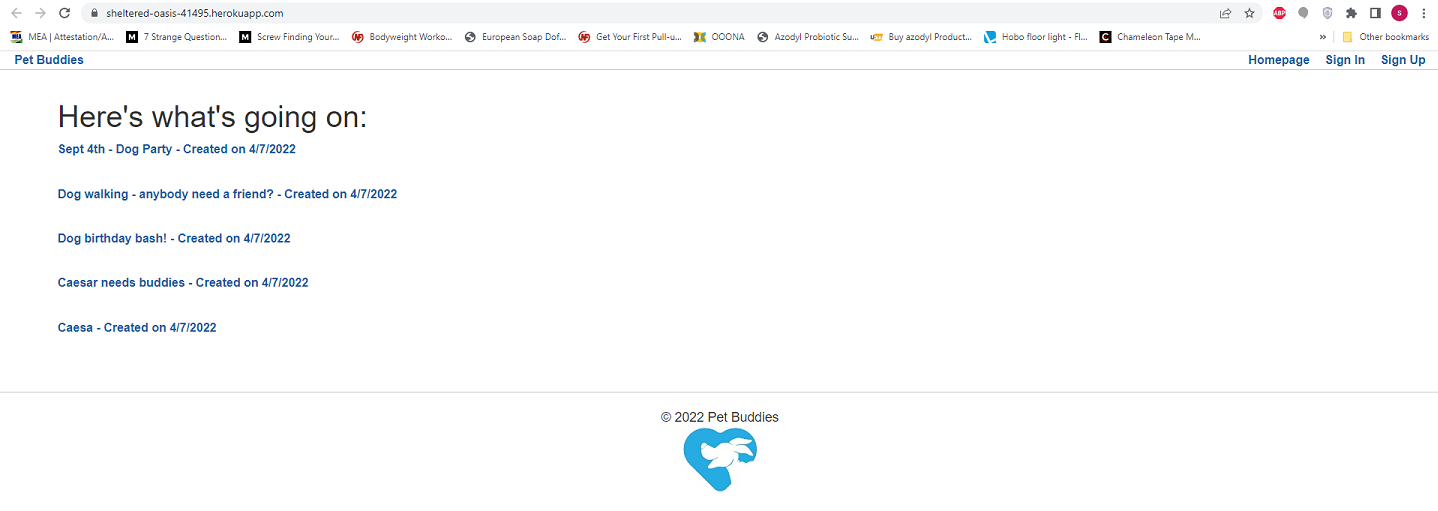 sheltered-oasis-41495.herokuapp.com
ABP
S
MEA | Attestation/A... 7 Strange Question... Screw Finding Your... Bodyweight Worko... European Soap Dof... Get Your First Pull-u... OOONA Azodyl Probiotic Su... Buy azodyl Product... Hobo floor light - Fl... Chameleon Tape M... » Other bookmarks
Pet Buddies Homepage Sign In Sign Up
Here's what's going on:
Sept 4th - Dog Party - Created on 4/7/2022
Dog walking - anybody need a friend? - Created on 4/7/2022
Dog birthday bash! - Created on 4/7/2022
Caesar needs buddies - Created on 4/7/2022
Caesa - Created on 4/7/2022
© 2022 Pet Buddies